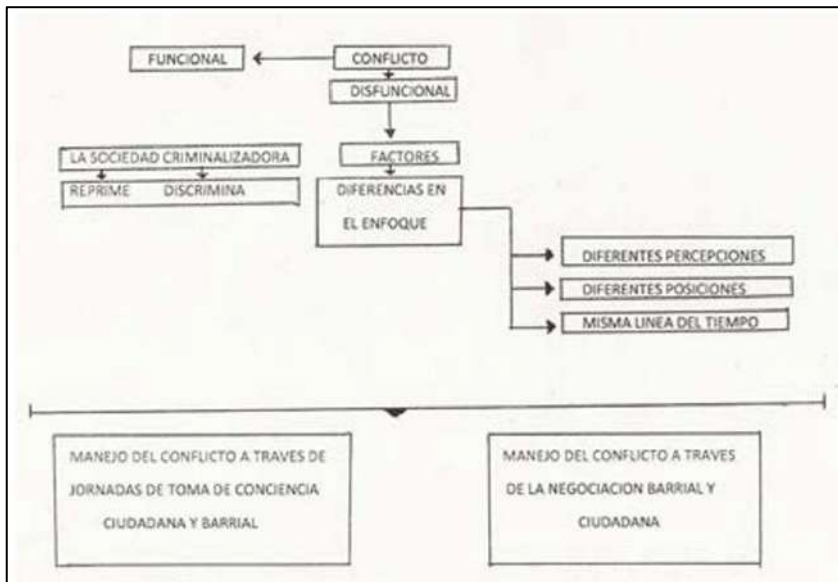 FUNCIONAL
CONFLICTO
DISFUNCIONAL
LA SOCIEDAD CRIMINALIZADORA
FACTORES
REPRIME DISCRIMINA
DIFERENCIAS EN
EL ENFOQUE
DIFERENTES PERCEPCIONES
DIFERENTES POSICIONES
MISMA LINEA DEL TIEMPO
MANEJO DEL CONFLICTO A TRAVES DE
JORNADAS DE TOMA DE CONCIENCIA
CIUDADANA Y BARRIAL
MANEJO DEL CONFLICTO A TRAVES
DE LA NEGOCIACION BARRIAL Y
CIUDADANA